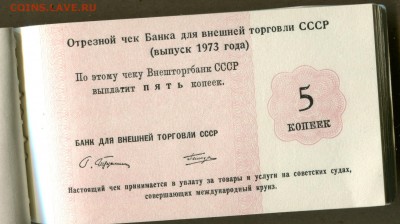 COINS.LAVE.RU
Отрезной чек Банка для внешней торговли СССР
(выпуск 1973 года)
По этому чеку Внешторгбанк СССР
выплатит пять копеек.
5
КОПЕЕК
БАНК ДЛЯ ВНЕШНЕЙ ТОРГОВЛИ СССР
Настоящий чек принимается в уплату за товары и услуги на советских судах,
совершающих международный круиз.